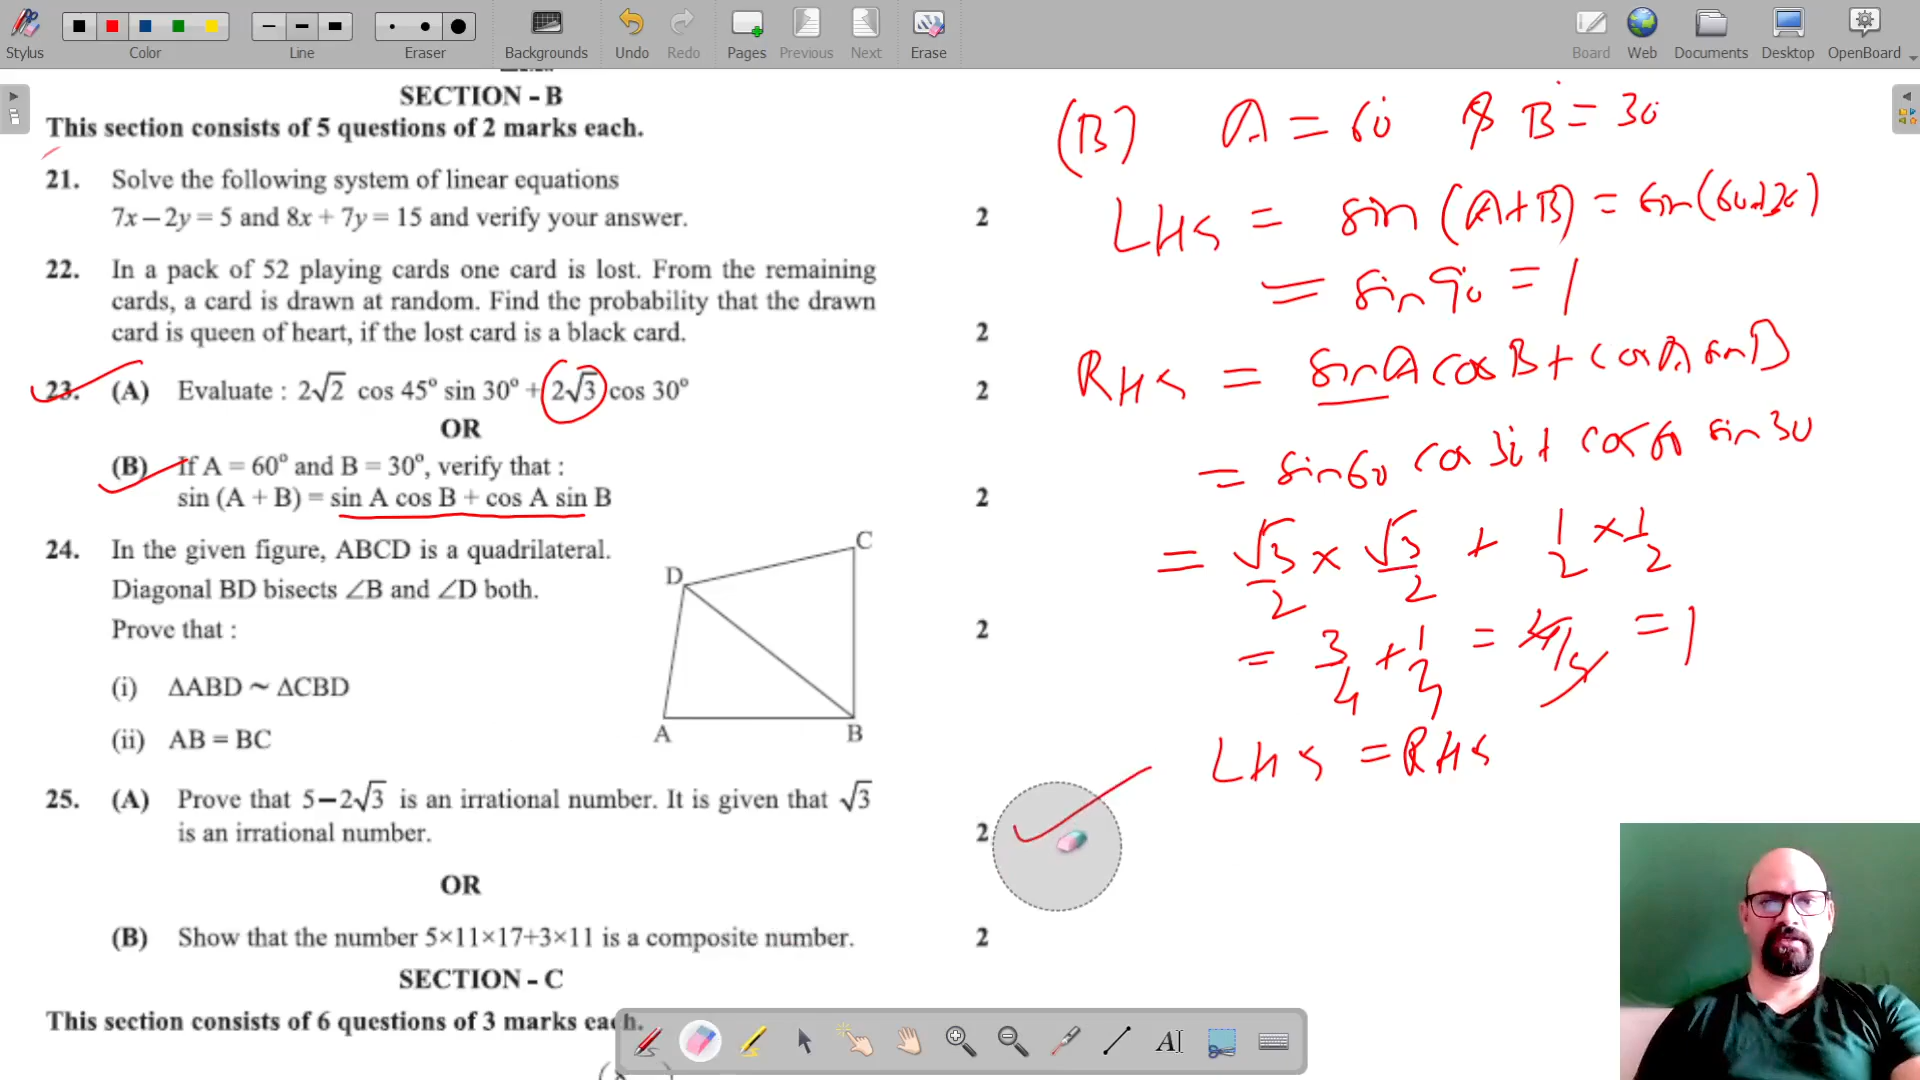 Stylus
Color
Line
Eraser
Backgrounds
Undo
Redo
Pages
Previous
Next
Erase
Board
Web
Documents
Desktop
OpenBoard
SECTION - B
This section consists of 5 questions of 2 marks each.
21. Solve the following system of linear equations
7x – 2y = 5 and 8x + 7y = 15 and verify your answer. 2
22. In a pack of 52 playing cards one card is lost. From the remaining
cards, a card is drawn at random. Find the probability that the drawn
card is queen of heart, if the lost card is a black card. 2
23. (A) Evaluate : 2√2 cos 45° sin 30° + 2√3 cos 30° 2
OR
(B) If A = 60° and B = 30°, verify that :
sin (A + B) = sin A cos B + cos A sin B 2
24. In the given figure, ABCD is a quadrilateral.
Diagonal BD bisects ∠B and ∠D both.
Prove that : 2
(i) ΔABD ~ ΔCBD
(ii) AB = BC
D
C
A
B
25. (A) Prove that 5–2√3 is an irrational number. It is given that √3
is an irrational number. 2
OR
(B) Show that the number 5×11×17+3×11 is a composite number. 2
SECTION - C
This section consists of 6 questions of 3 marks each.
(B) A = 60 & B = 30
LHS = sin (A+B) = sin(60+30)
= sin 90 = 1
RHS = sin A cos B + cos A sin B
= sin 60 cos 30 + cos 60 sin 30
= √3/2 × √3/2 + 1/2 × 1/2
= 3/4 + 1/4 = 4/4 = 1
LHS = RHS